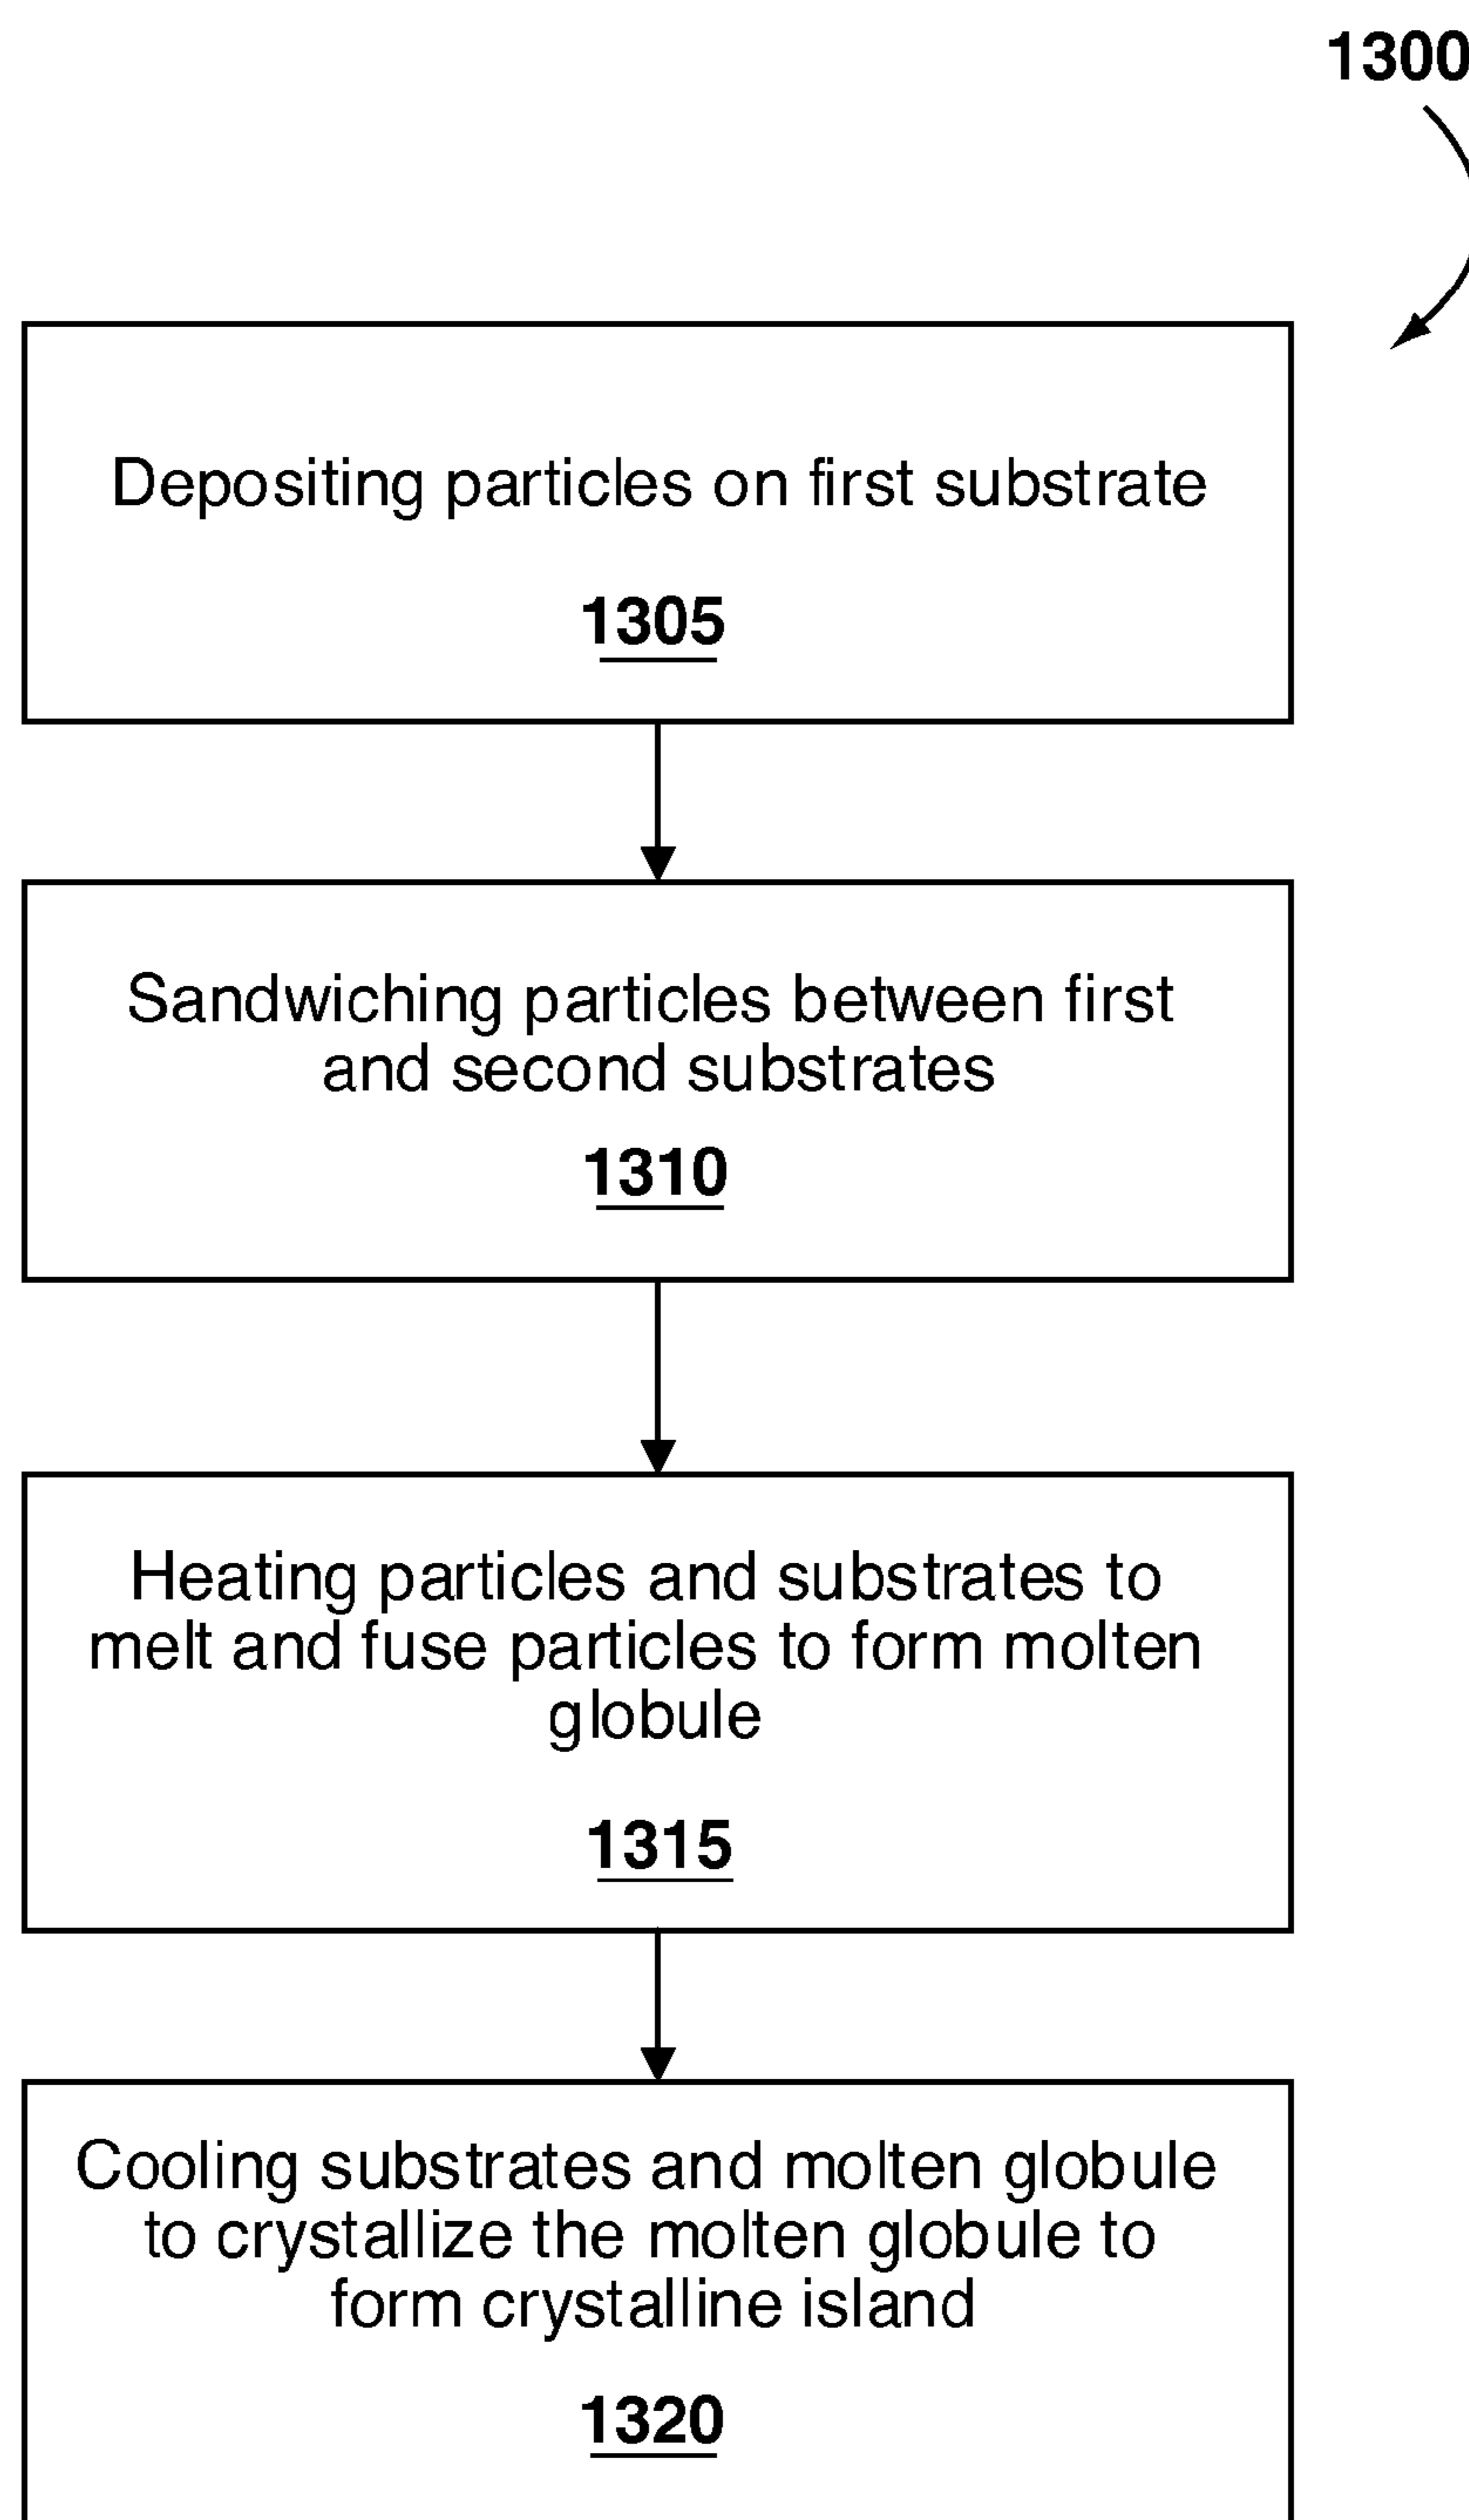 1300
Depositing particles on first substrate
1305
Sandwiching particles between first
and second substrates
1310
Heating particles and substrates to
melt and fuse particles to form molten
globule
1315
Cooling substrates and molten globule
to crystallize the molten globule to
form crystalline island
1320